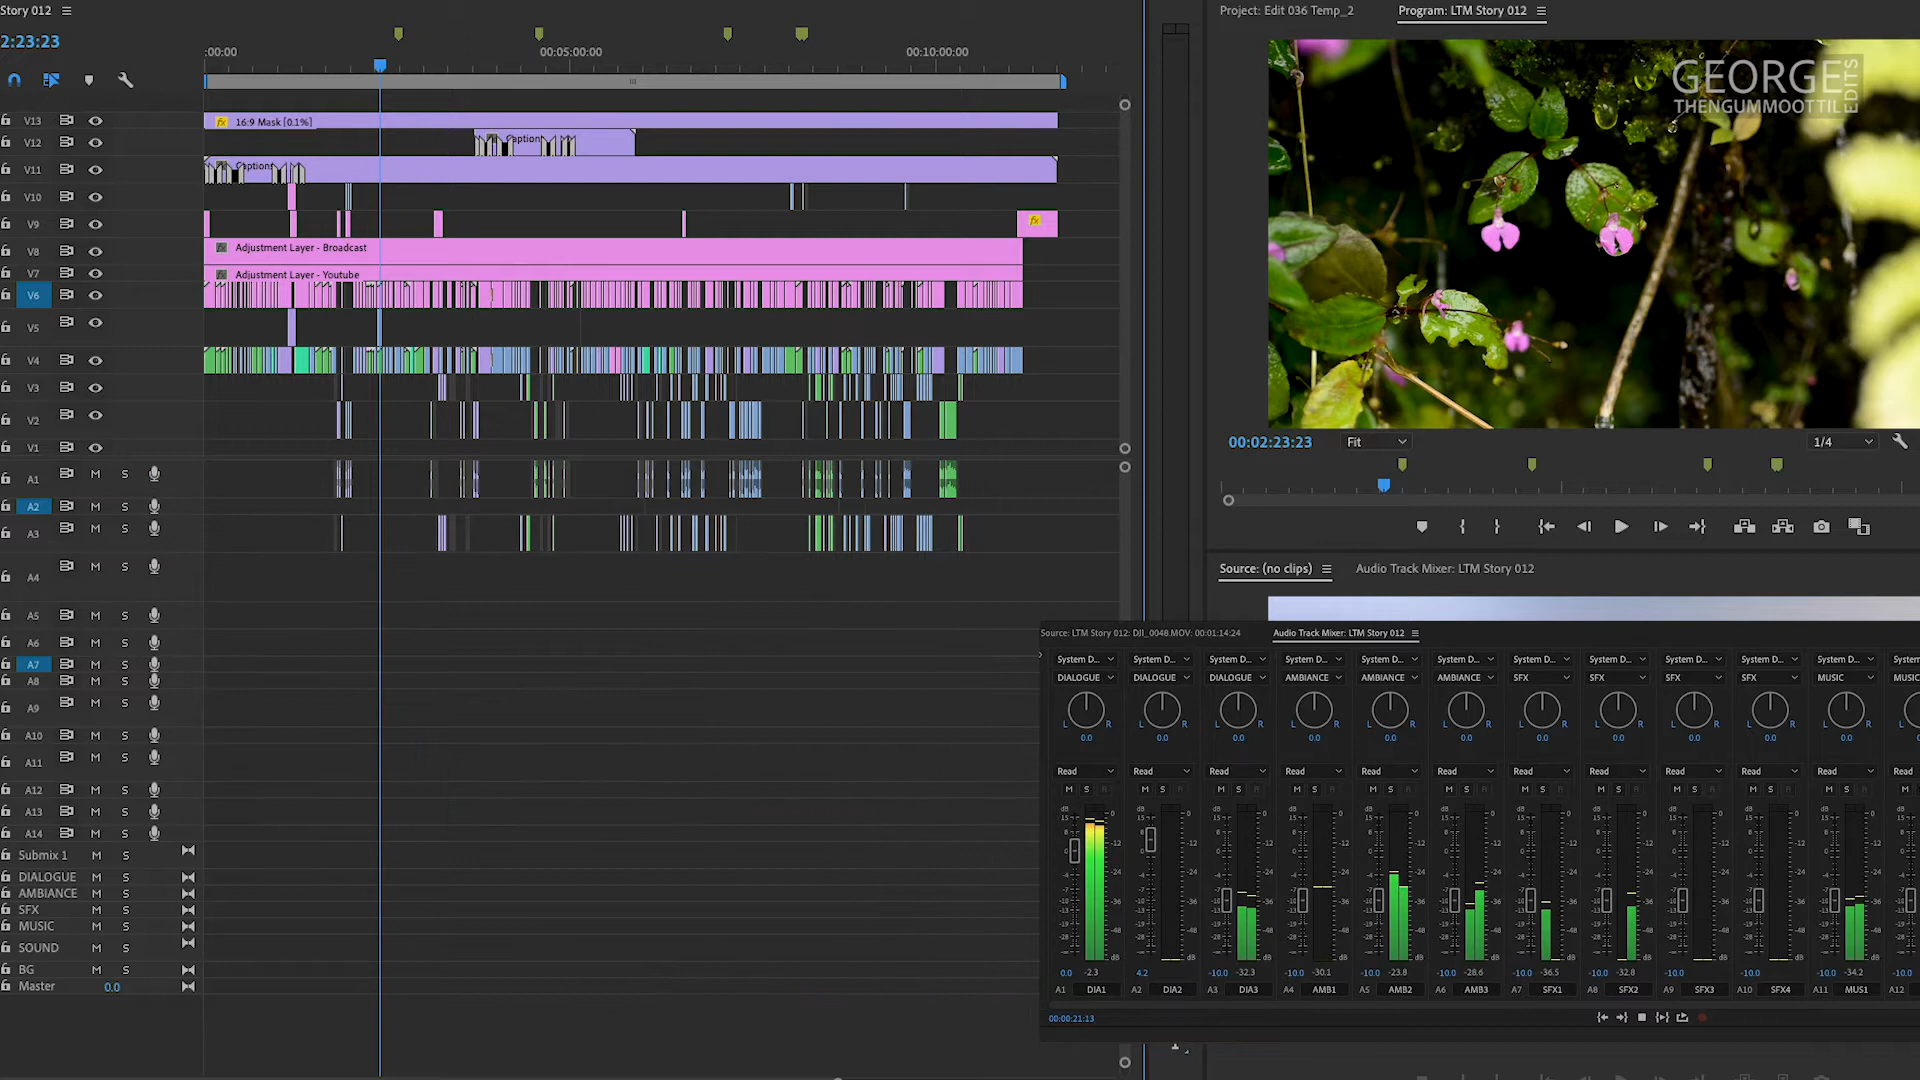 Story 012
2:23:23
:00:00
00:05:00:00
00:10:00:00
V13
fx 16:9 Mask [0.1%]
V12
Captions
V11
Captions
V10
V9
fx
V8
fx Adjustment Layer - Broadcast
V7
fx Adjustment Layer - Youtube
V6
V5
V4
V3
V2
V1
A1 M S
A2 M S
A3 M S
A4 M S
A5 M S
A6 M S
A7 M S
A8 M S
A9 M S
A10 M S
A11 M S
A12 M S
A13 M S
A14 M S
Submix 1 M S
DIALOGUE M S
AMBIANCE M S
SFX M S
MUSIC M S
SOUND M S
BG M S
Master 0.0
Project: Edit 036 Temp_2
Program: LTM Story 012
GEORGE
THENGUMMOOTTIL
EDITS
00:02:23:23
Fit
1/4
Source: (no clips)
Audio Track Mixer: LTM Story 012
Source: LTM Story 012: DJI_0048.MOV: 00:01:14:24
Audio Track Mixer: LTM Story 012
System D... System D... System D... System D... System D... System D... System D... System D... System D... System D... System D... System
DIALOGUE DIALOGUE DIALOGUE AMBIANCE AMBIANCE AMBIANCE SFX SFX SFX SFX MUSIC MUSIC
L R L R L R L R L R L R L R L R L R L R L R L
0.0 0.0 0.0 0.0 0.0 0.0 0.0 0.0 0.0 0.0 0.0
Read Read Read Read Read Read Read Read Read Read Read Read
M S R M S R M S R M S R M S R M S R M S R M S R M S R M S R M S R M
0.0 -2.3 4.2 -10.0 -32.3 -10.0 -30.1 -10.0 -23.8 -10.0 -28.6 -10.0 -36.5 -10.0 -32.8 -10.0 -10.0 -10.0 -34.2 -10.0
A1 DIA1 A2 DIA2 A3 DIA3 A4 AMB1 A5 AMB2 A6 AMB3 A7 SFX1 A8 SFX2 A9 SFX3 A10 SFX4 A11 MUS1 A12
00:00:21:13